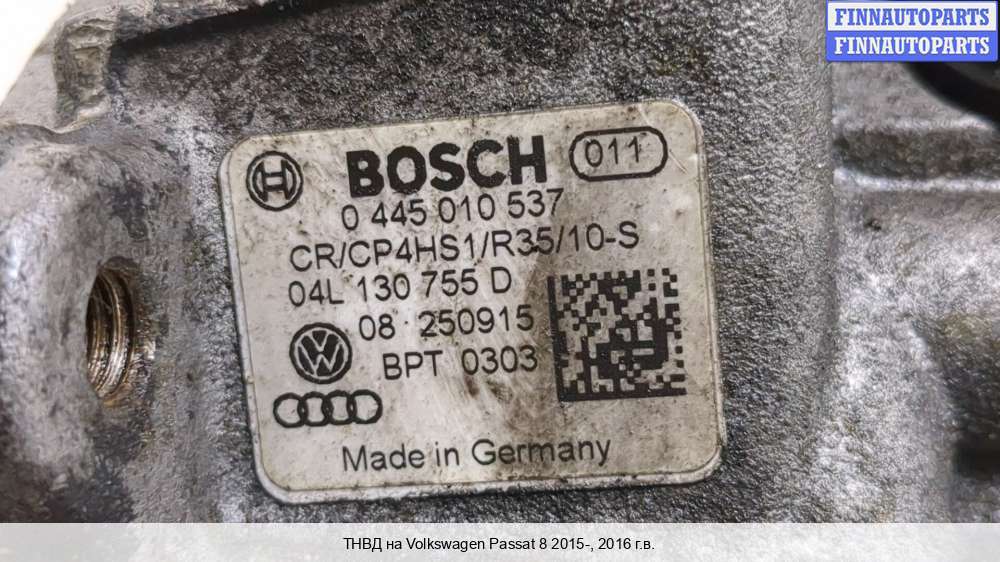 FINNAUTOPARTS
FINNAUTOPARTS
BOSCH 011
0 445 010 537
CR/CP4HS1/R35/10-S
04L 130 755 D
08 250915
BPT 0303
Made in Germany
ТНВД на Volkswagen Passat 8 2015-, 2016 г.в.